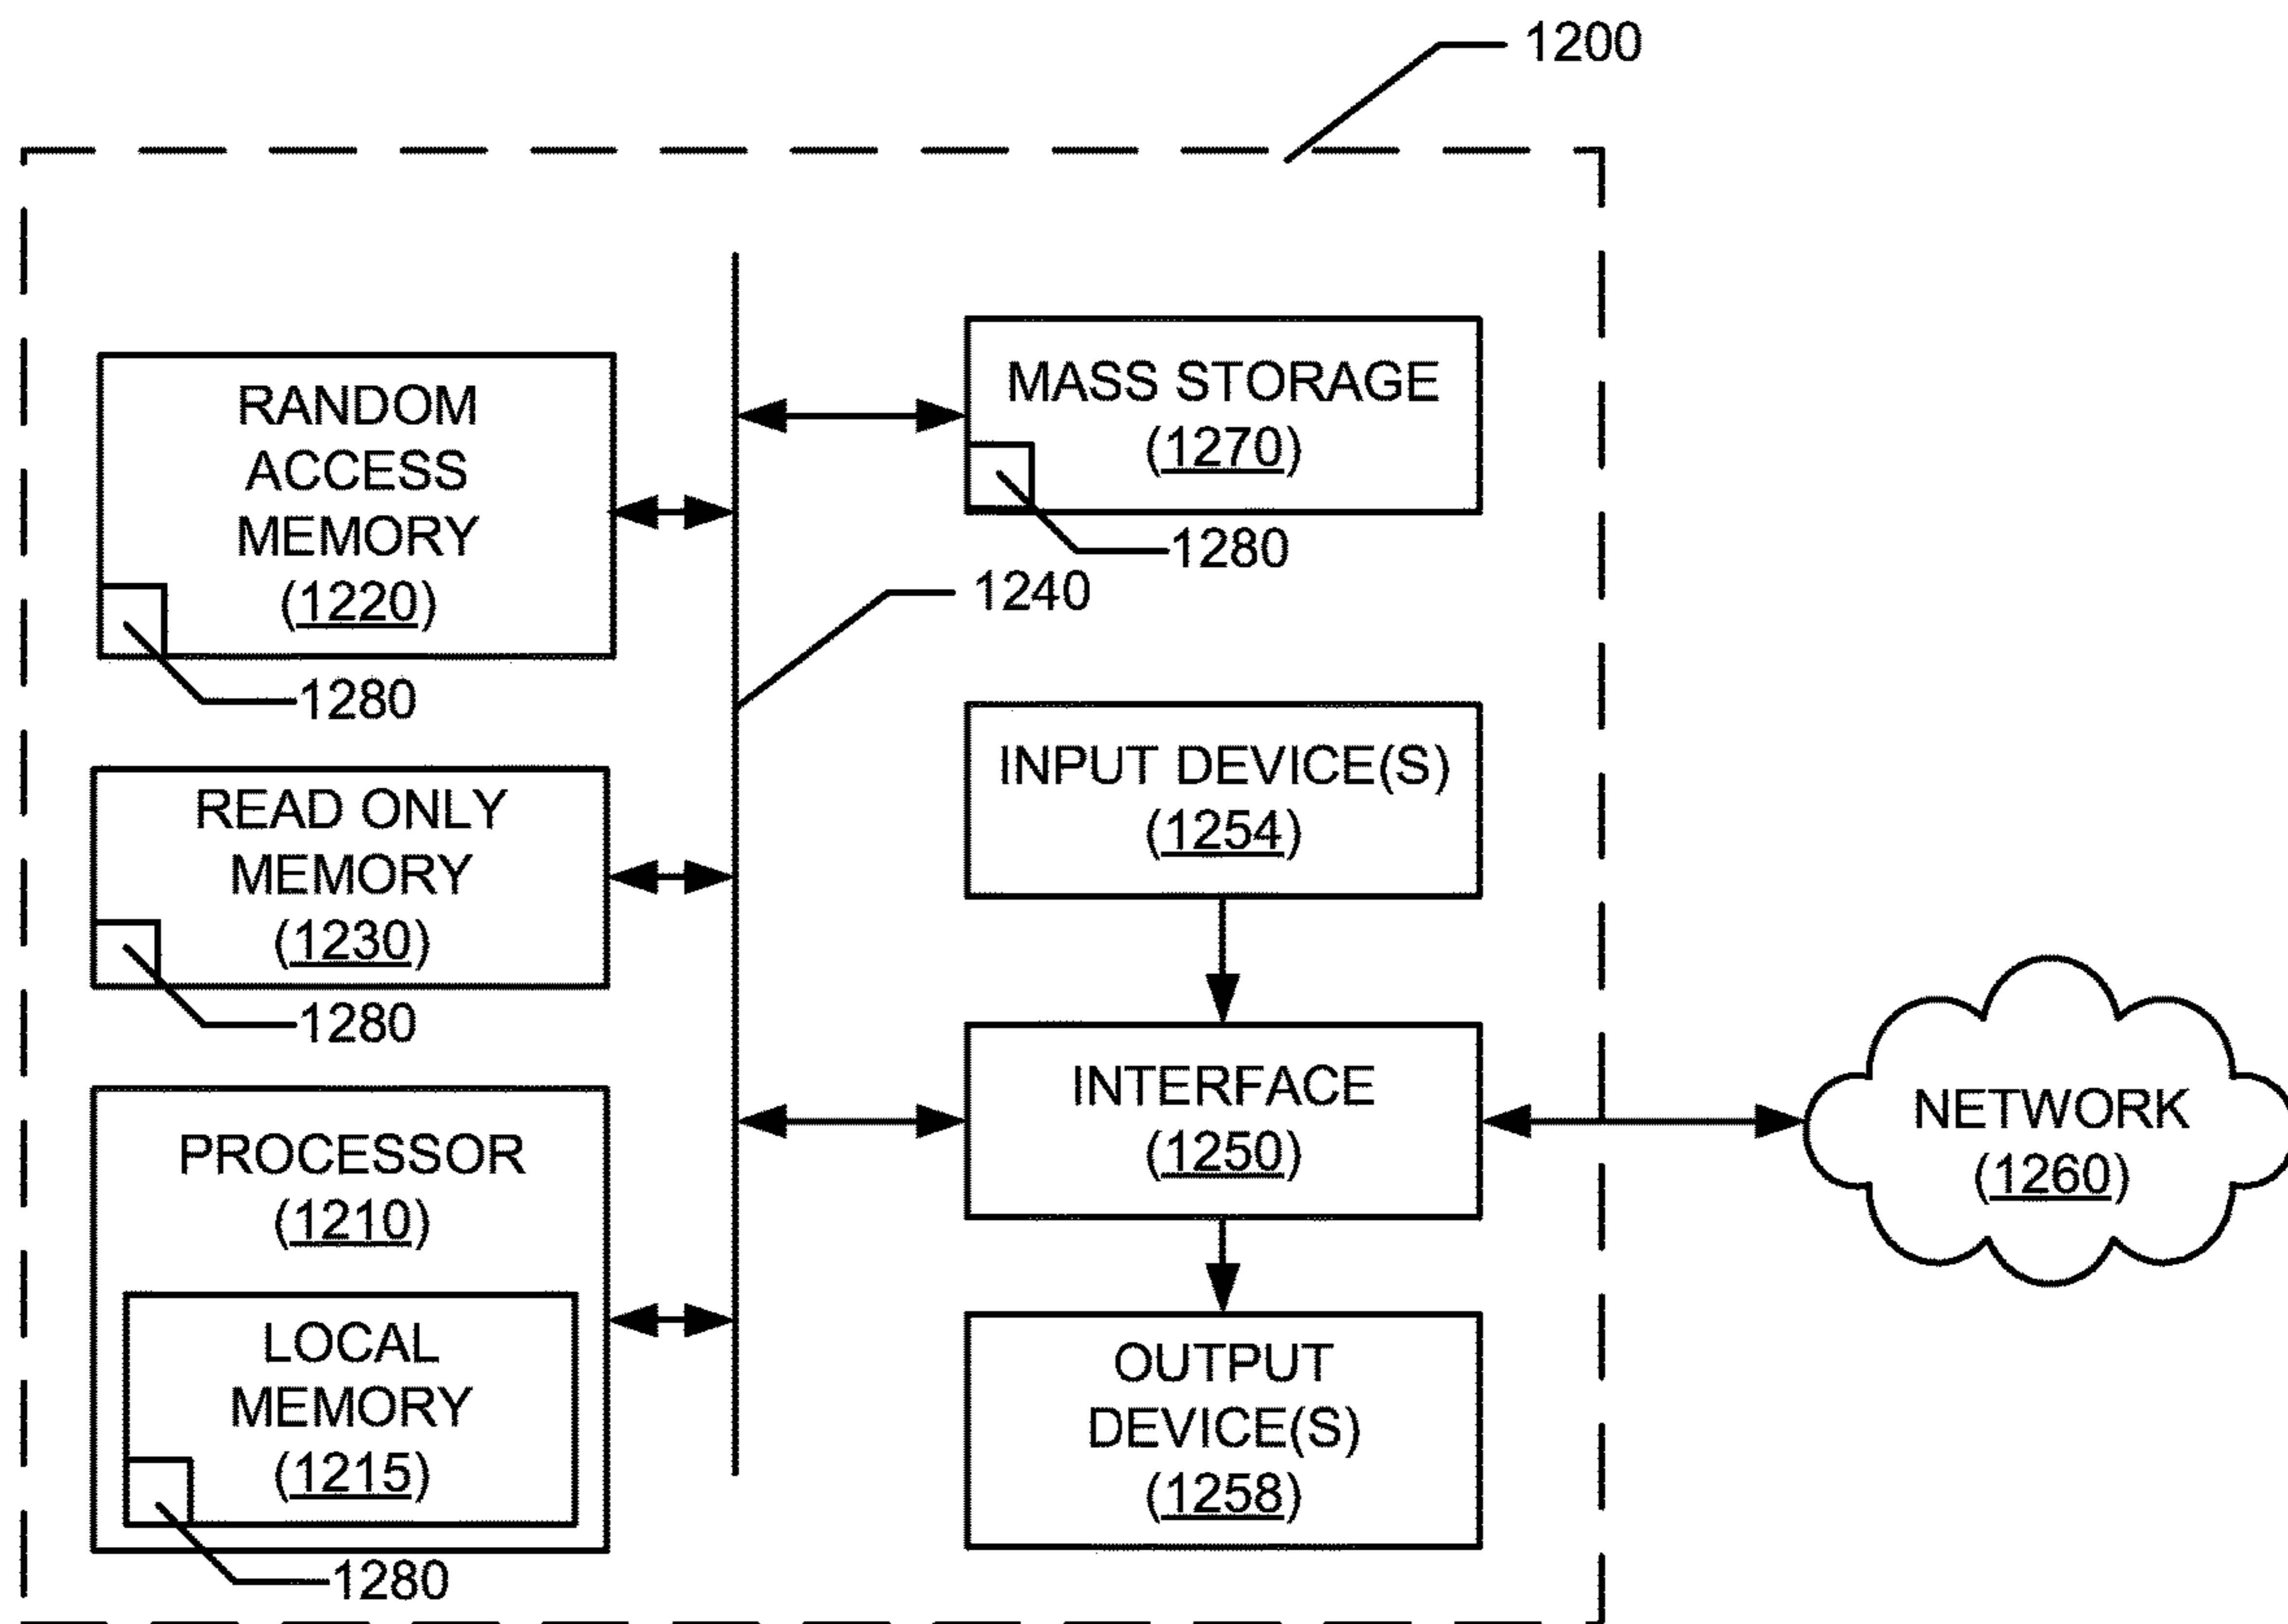 1200
RANDOM
ACCESS
MEMORY
(1220)
1280
READ ONLY
MEMORY
(1230)
1280
PROCESSOR
(1210)
LOCAL
MEMORY
(1215)
1280
1240
MASS STORAGE
(1270)
1280
INPUT DEVICE(S)
(1254)
INTERFACE
(1250)
OUTPUT
DEVICE(S)
(1258)
NETWORK
(1260)